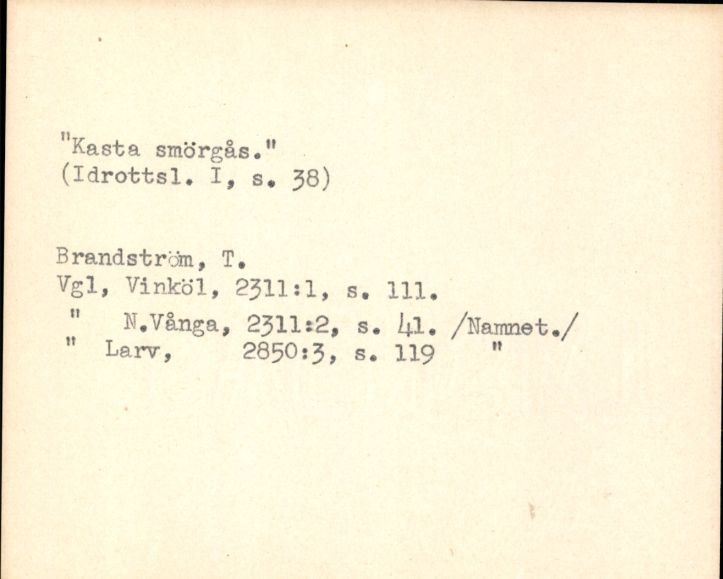 "Kasta smörgås."
(Idrottsl. I, s. 38)
Brandström, T.
Vgl, Vinköl, 2311:1, s. 111.
" N.Vånga, 2311:2, s. 41. /Namnet./
" Larv, 2850:3, s. 119 "